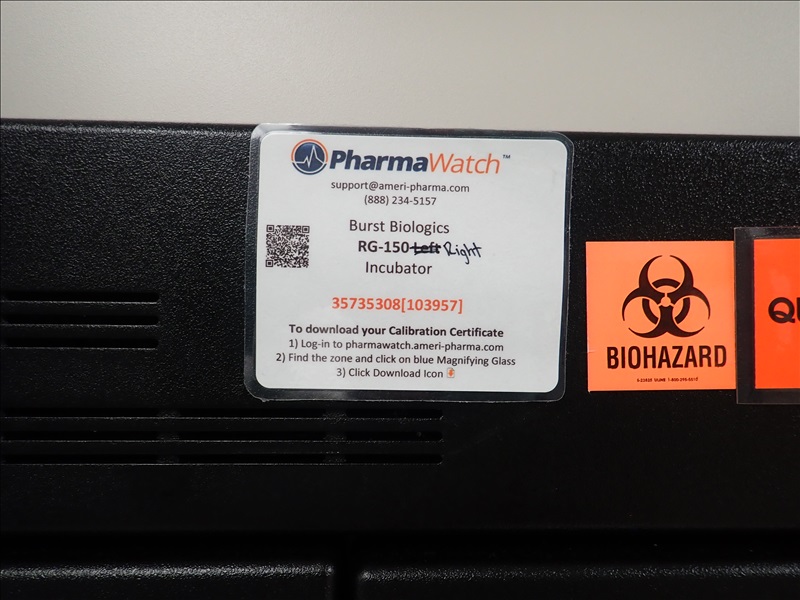 PharmaWatch™
support@ameri-pharma.com
(888) 234-5157
Burst Biologics
RG-150 Left Right
Incubator
35735308[103957]
To download your Calibration Certificate
1) Log-in to pharmawatch.ameri-pharma.com
2) Find the zone and click on blue Magnifying Glass
3) Click Download Icon
BIOHAZARD